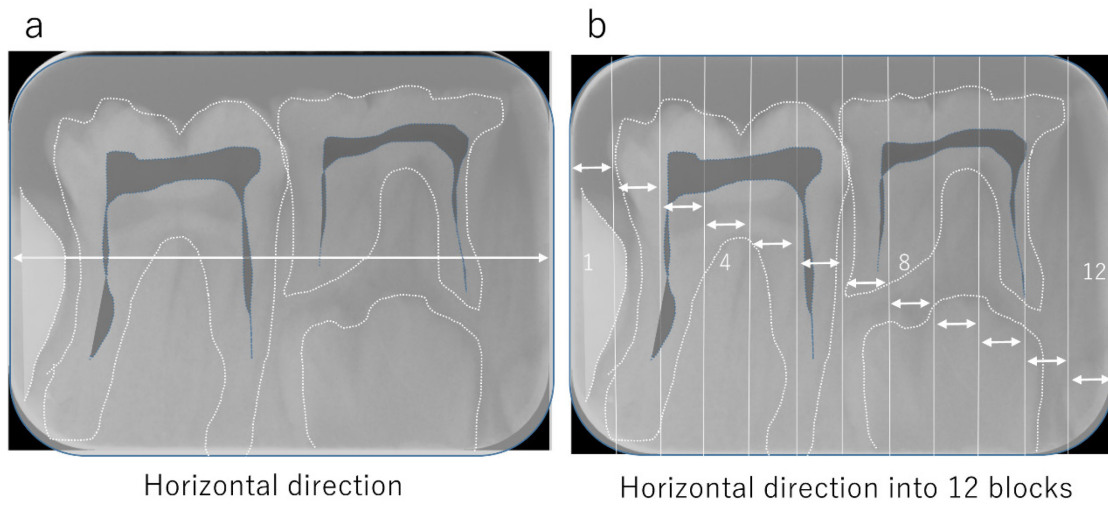 a
b
1
4
8
12
Horizontal direction
Horizontal direction into 12 blocks